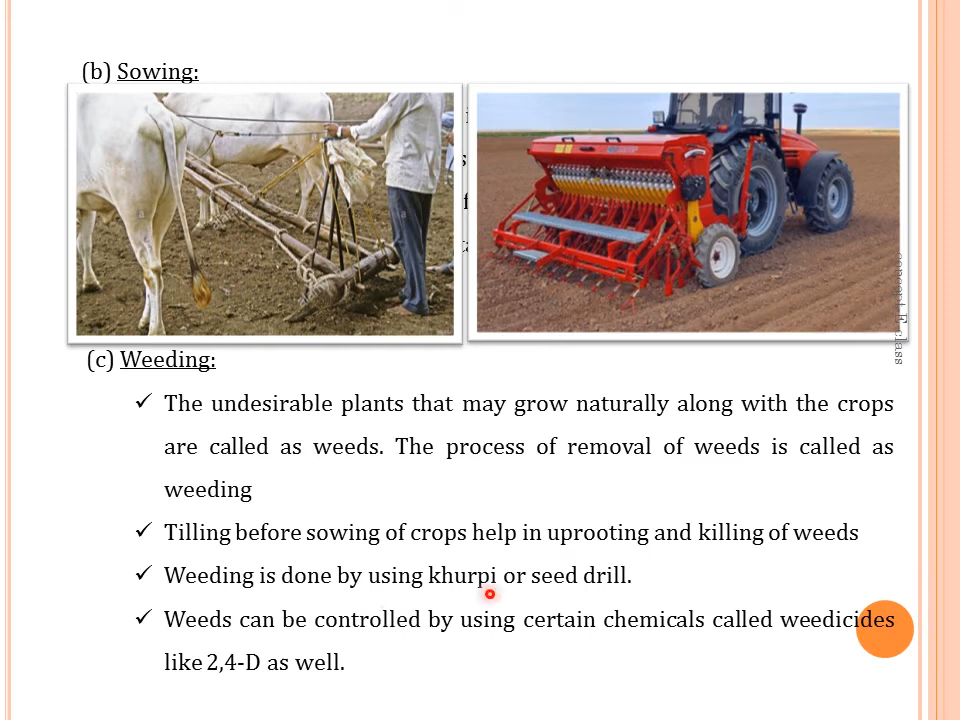 (b) Sowing:
(c) Weeding:
✓ The undesirable plants that may grow naturally along with the crops
are called as weeds. The process of removal of weeds is called as
weeding
✓ Tilling before sowing of crops help in uprooting and killing of weeds
✓ Weeding is done by using khurpi or seed drill.
✓ Weeds can be controlled by using certain chemicals called weedicides
like 2,4-D as well.
concept-E class